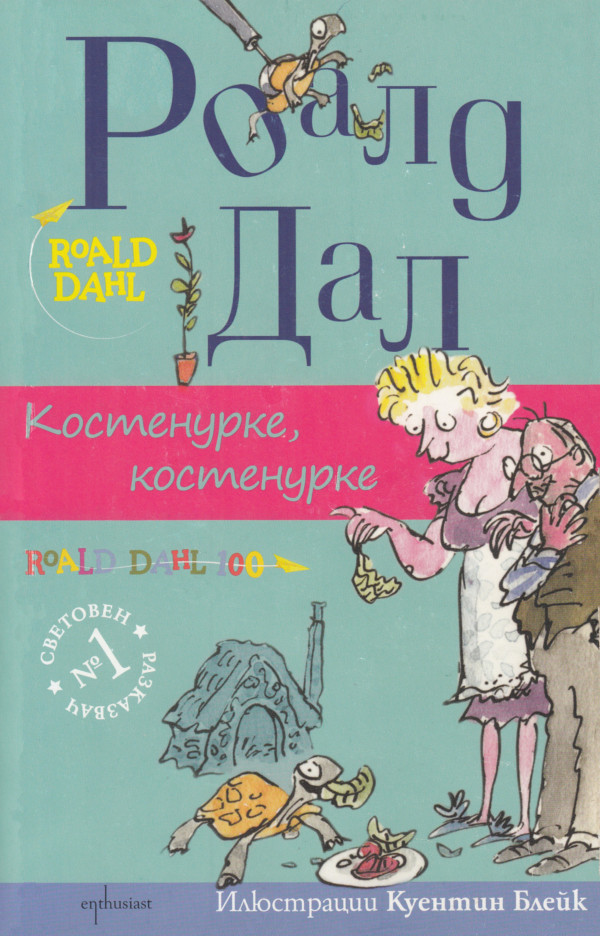 Роалд
Дал
ROALD
DAHL
Костенурке,
костенурке
ROALD DAHL 100
СВЕТОВЕН
№1
РАЗКАЗВАЧ
enthusiast
Илюстрации Куентин Блейк